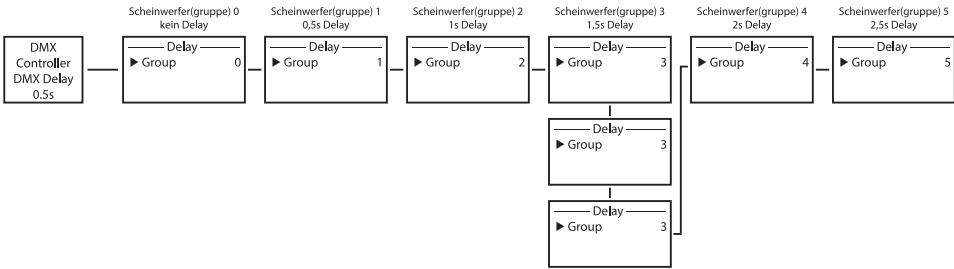 Scheinwerfer(gruppe) 0
kein Delay
Scheinwerfer(gruppe) 1
0,5s Delay
Scheinwerfer(gruppe) 2
1s Delay
Scheinwerfer(gruppe) 3
1,5s Delay
Scheinwerfer(gruppe) 4
2s Delay
Scheinwerfer(gruppe) 5
2,5s Delay
DMX
Controller
DMX Delay
0.5s
Delay
▶ Group 0
Delay
▶ Group 1
Delay
▶ Group 2
Delay
▶ Group 3
Delay
▶ Group 4
Delay
▶ Group 5
Delay
▶ Group 3
Delay
▶ Group 3